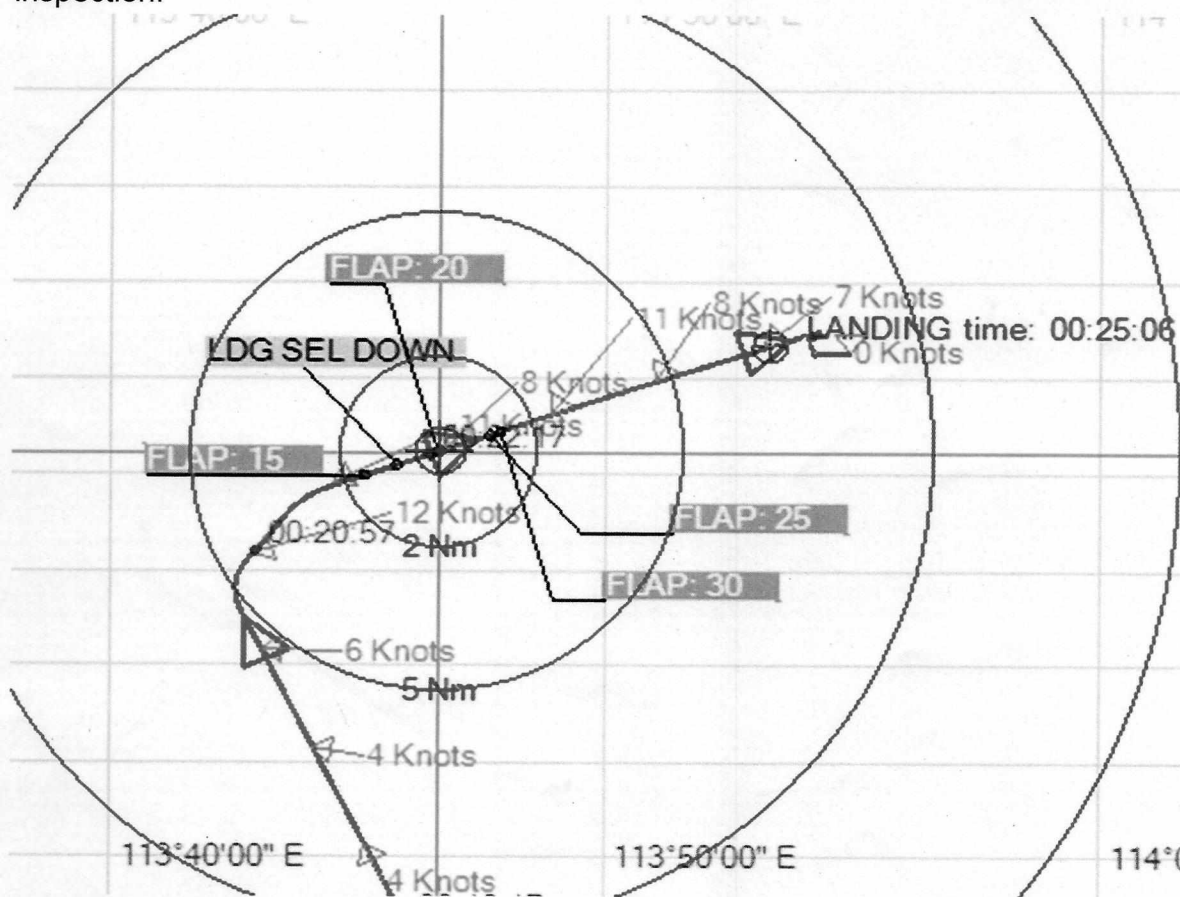 inspection.
FLAP: 20
8 Knots
7 Knots
11 Knots
LANDING time: 00:25:06
0 Knots
LDG SEL DOWN
8 Knots
11 Knots
FLAP: 15
12 Knots
FLAP: 25
00:20:57
2 Nm
FLAP: 30
6 Knots
5 Nm
4 Knots
113°40'00" E
113°50'00" E
4 Knots